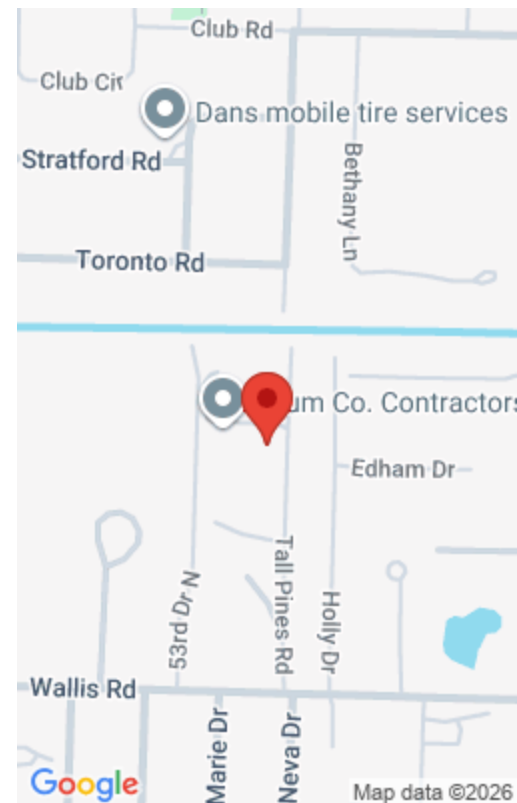 Club Rd
Club Cir
Dans mobile tire services
Stratford Rd
Bethany Ln
Toronto Rd
um Co. Contractors
Edham Dr
Tall Pines Rd
53rd Dr N
Holly Dr
Wallis Rd
Marie Dr
Neva Dr
Google
Map data ©2026